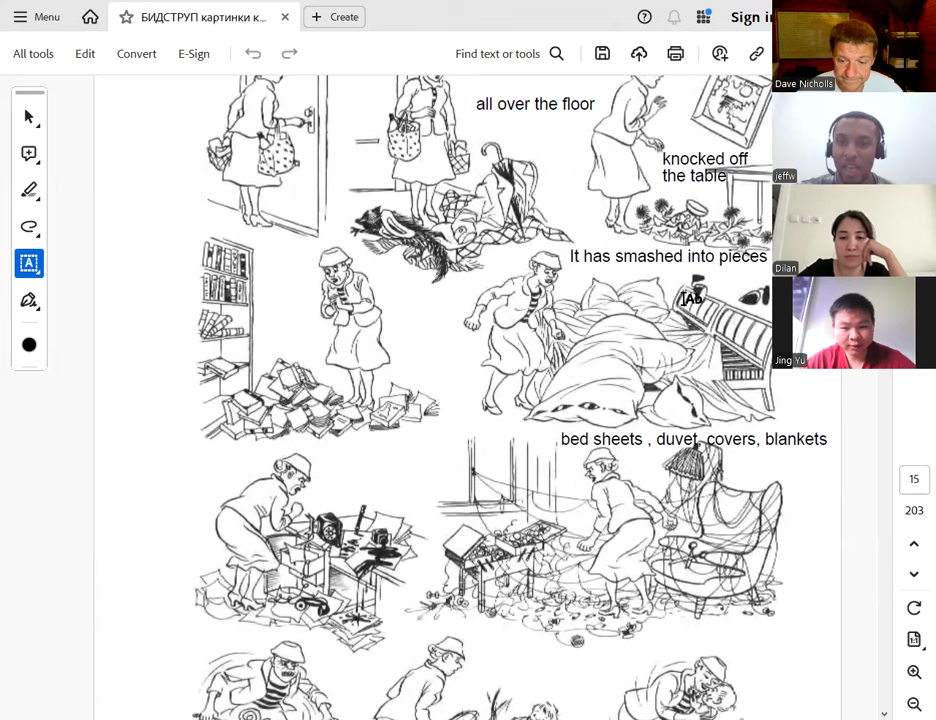 Menu
БИДСТРУП картинки к...
Create
Sign in
All tools
Edit
Convert
E-Sign
Find text or tools
Dave Nicholls
jeffw
Dilan
Jing Yu
all over the floor
knocked off
the table
It has smashed into pieces
bed sheets , duvet, covers, blankets
15
203